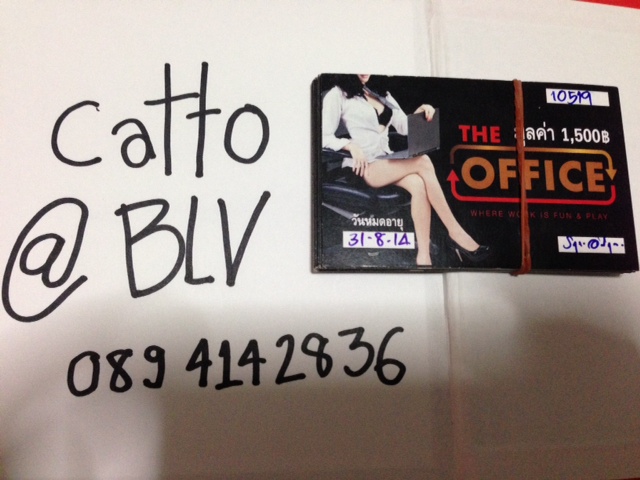 catto
@ BLV
089 4142836
10519
THE มูลค่า 1,500฿
OFFICE
WHERE WORK IS FUN & PLAY
วันหมดอายุ
31-8-14